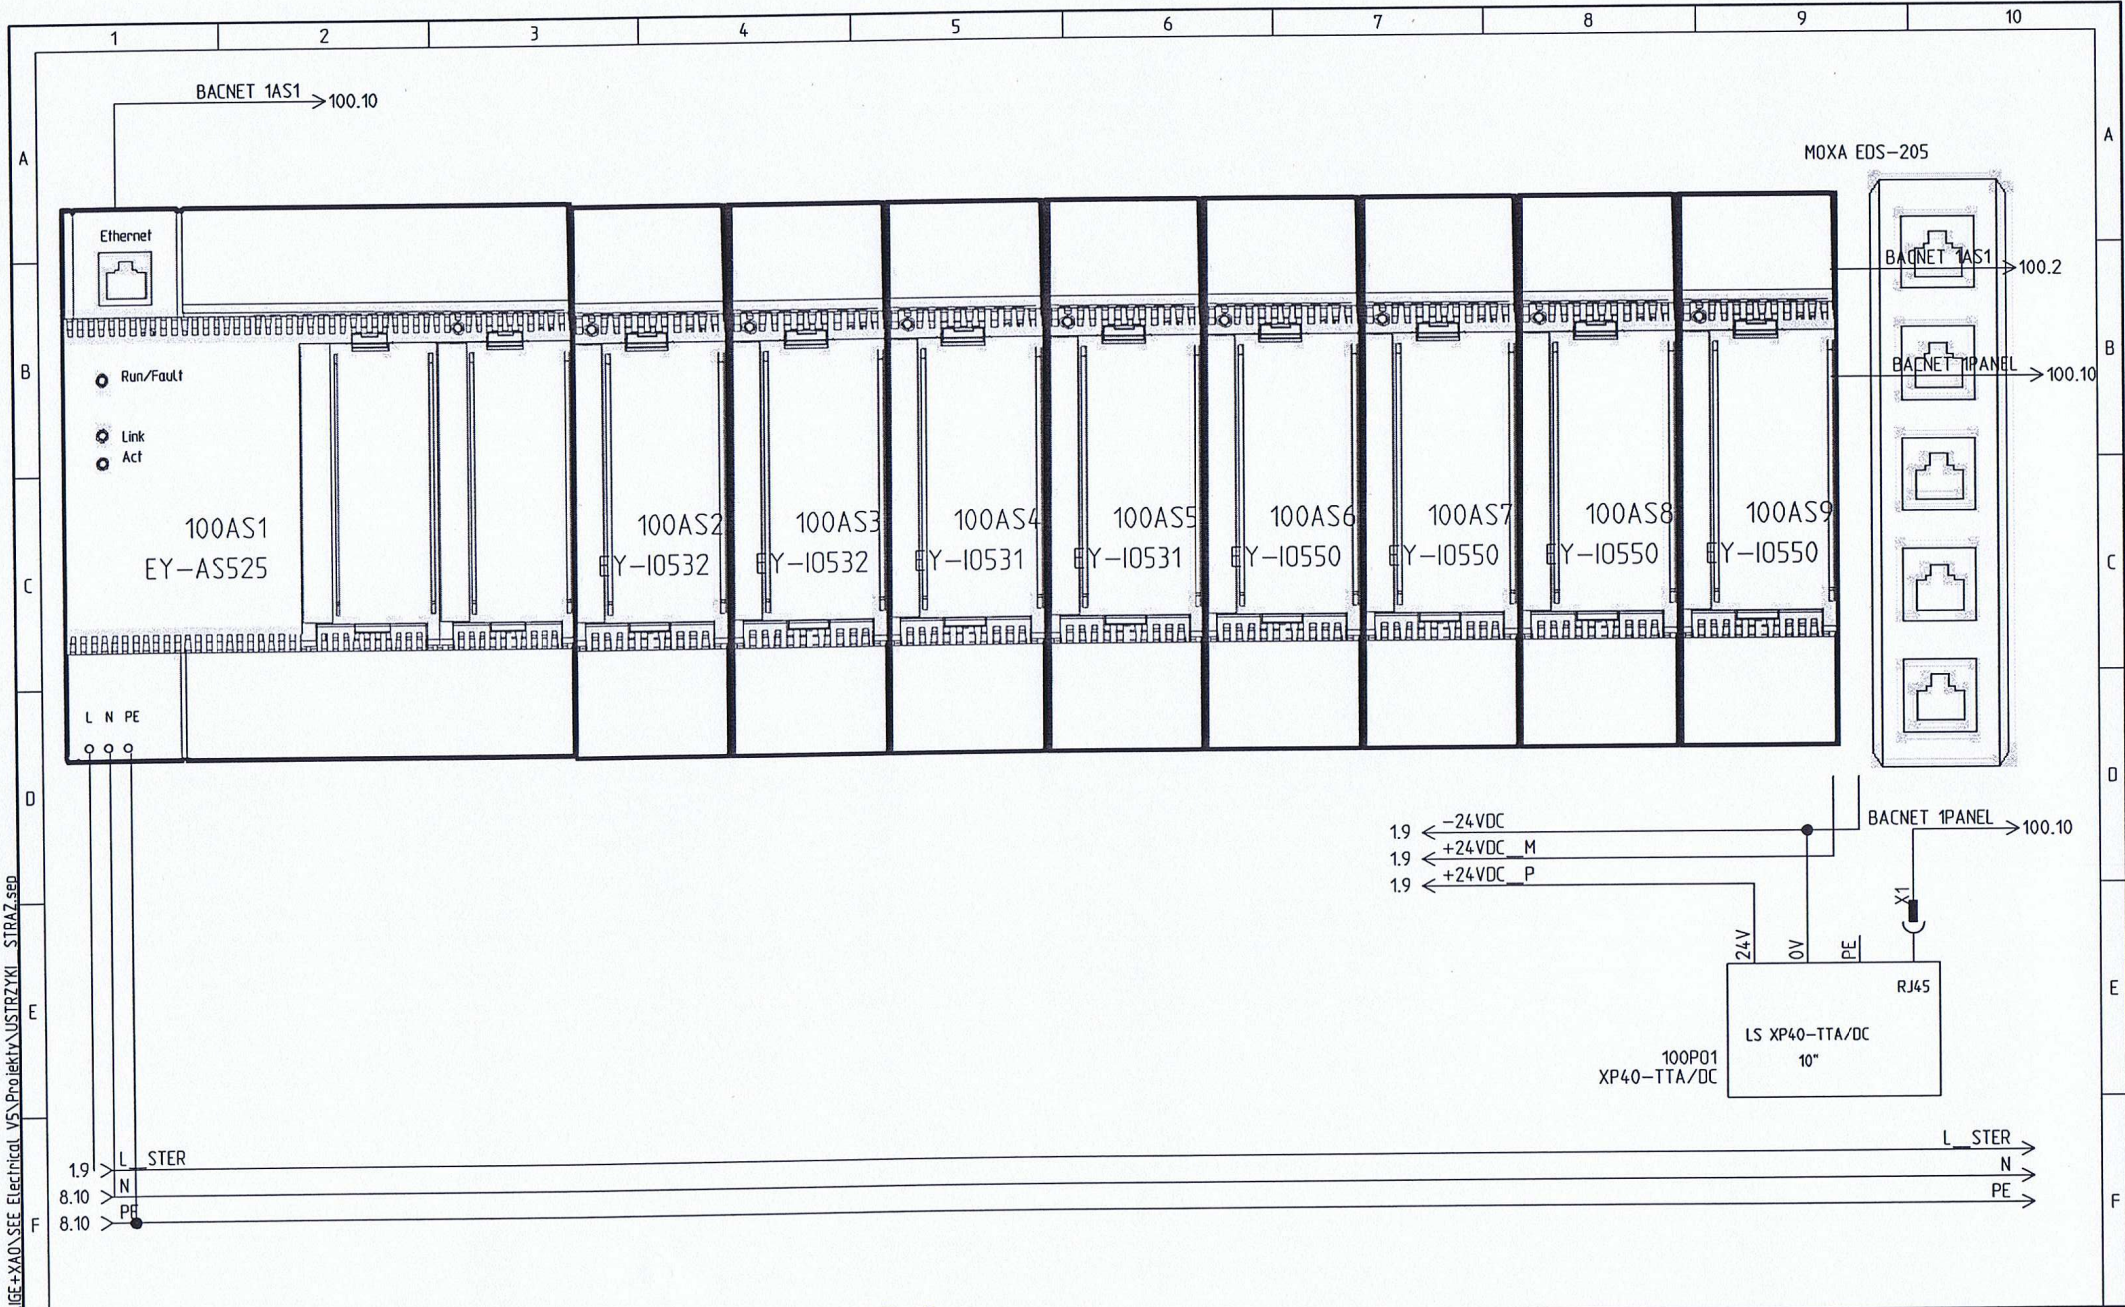 1 2 3 4 5 6 7 8 9 10
BACNET 1AS1 100.10
A A
MOXA EDS-205
Ethernet
BACNET 1AS1 100.2
B B
Run/Fault
BACNET 1PANEL 100.10
Link
Act
100AS1
EY-AS525
100AS2
EY-IO532
100AS3
EY-IO532
100AS4
EY-IO531
100AS5
EY-IO531
100AS6
EY-IO550
100AS7
EY-IO550
100AS8
EY-IO550
100AS9
EY-IO550
C C
L N PE
D D
1.9 -24VDC
1.9 +24VDC_M
1.9 +24VDC_P
BACNET 1PANEL 100.10
X1
24V 0V PE
RJ45
E E
LS XP40-TTA/DC
10"
100PO1
XP40-TTA/DC
1.9 L_STER L_STER
8.10 N N
8.10 PE PE
F F
IGE+XAO\SEE Electrical V5\Projekty\USTRZYKI STRAZ.sep